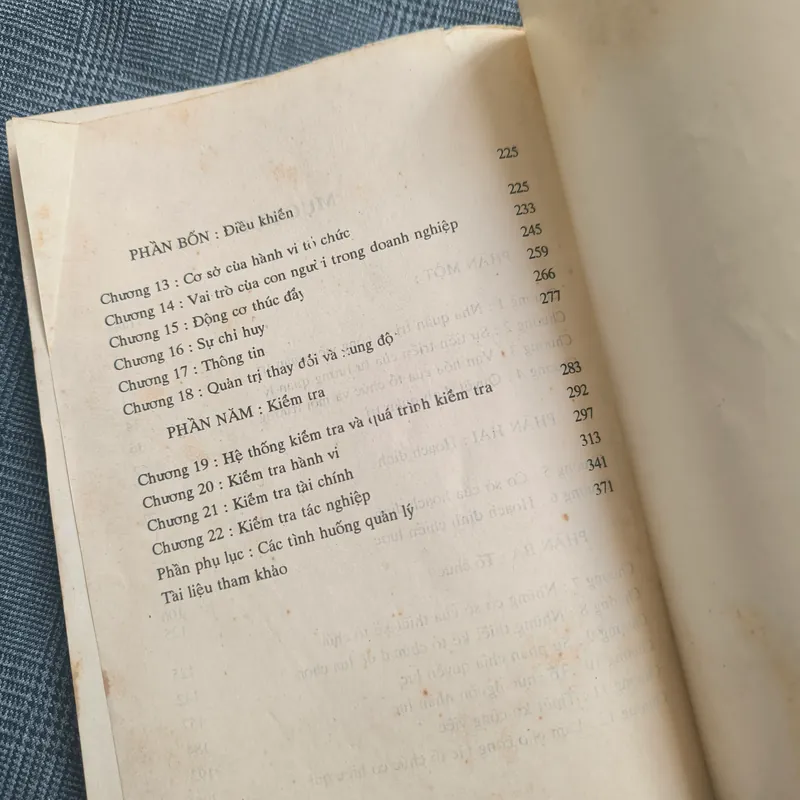 PHẦN BỐN : Điều khiển 225
Chương 13 : Cơ sở của hành vi tổ chức 225
Chương 14 : Vai trò của con người trong doanh nghiệp 233
Chương 15 : Động cơ thúc đẩy 245
Chương 16 : Sự chỉ huy 259
Chương 17 : Thông tin 266
Chương 18 : Quản trị thay đổi và xung độ 277
PHẦN NĂM : Kiểm tra
Chương 19 : Hệ thống kiểm tra và quá trình kiểm tra 283
Chương 20 : Kiểm tra hành vi 292
Chương 21 : Kiểm tra tài chính 297
Chương 22 : Kiểm tra tác nghiệp 313
Phần phụ lục : Các tình huống quản lý 341
Tài liệu tham khảo 371